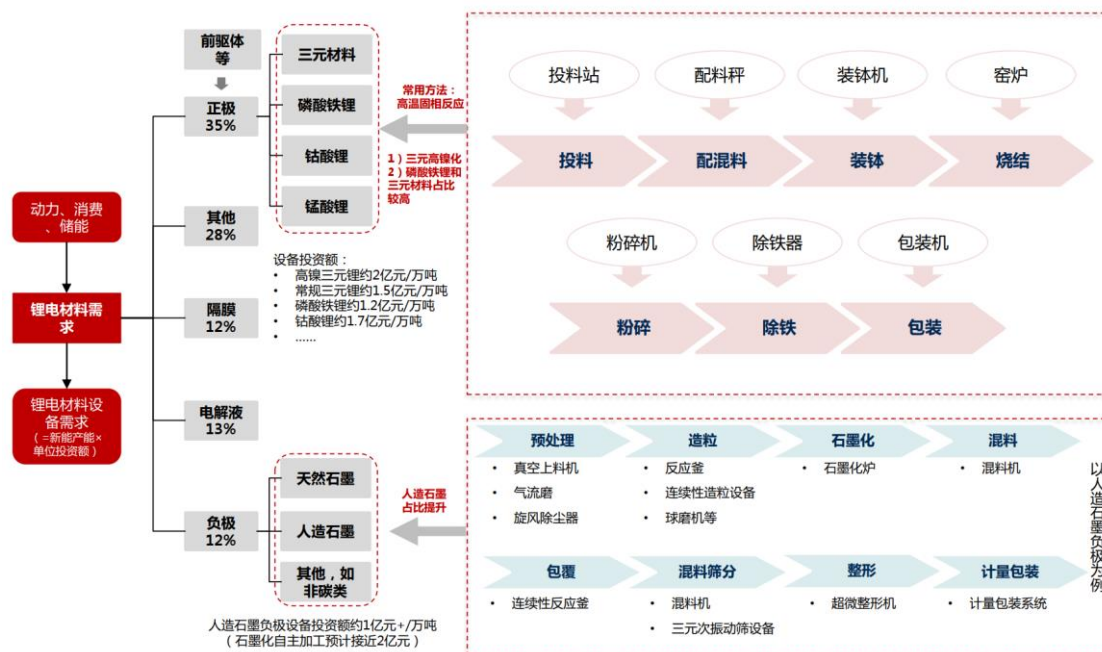 动力、消费
、储能
锂电材料需
求
锂电材料设
备需求
（=新能产能×
单位投资额）
前驱体
等
正极
35%
其他
28%
隔膜
12%
电解液
13%
负极
12%
三元材料
磷酸铁锂
钴酸锂
锰酸锂
设备投资额：
• 高镍三元锂约2亿元/万吨
• 常规三元锂约1.5亿元/万吨
• 磷酸铁锂约1.2亿元/万吨
• 钴酸锂约1.7亿元/万吨
• ......
天然石墨
人造石墨
其他，如
非碳类
人造石墨负极设备投资额约1亿元+/万吨
（石墨化自主加工预计接近2亿元）
常用方法：
高温固相反应
1）三元高镍化
2）磷酸铁锂和
三元材料占比
较高
人造石墨
占比提升
投料站
配料秤
装钵机
窑炉
投料
配混料
装钵
烧结
粉碎机
除铁器
包装机
粉碎
除铁
包装
预处理
造粒
石墨化
混料
• 真空上料机
• 气流磨
• 旋风除尘器
• 反应釜
• 连续性造粒设备
• 球磨机等
• 石墨化炉
• 混料机
包覆
混料筛分
整形
计量包装
• 连续性反应釜
• 混料机
• 三元次振动筛设备
• 超微整形机
• 计量包装系统
以人造石墨负极为例